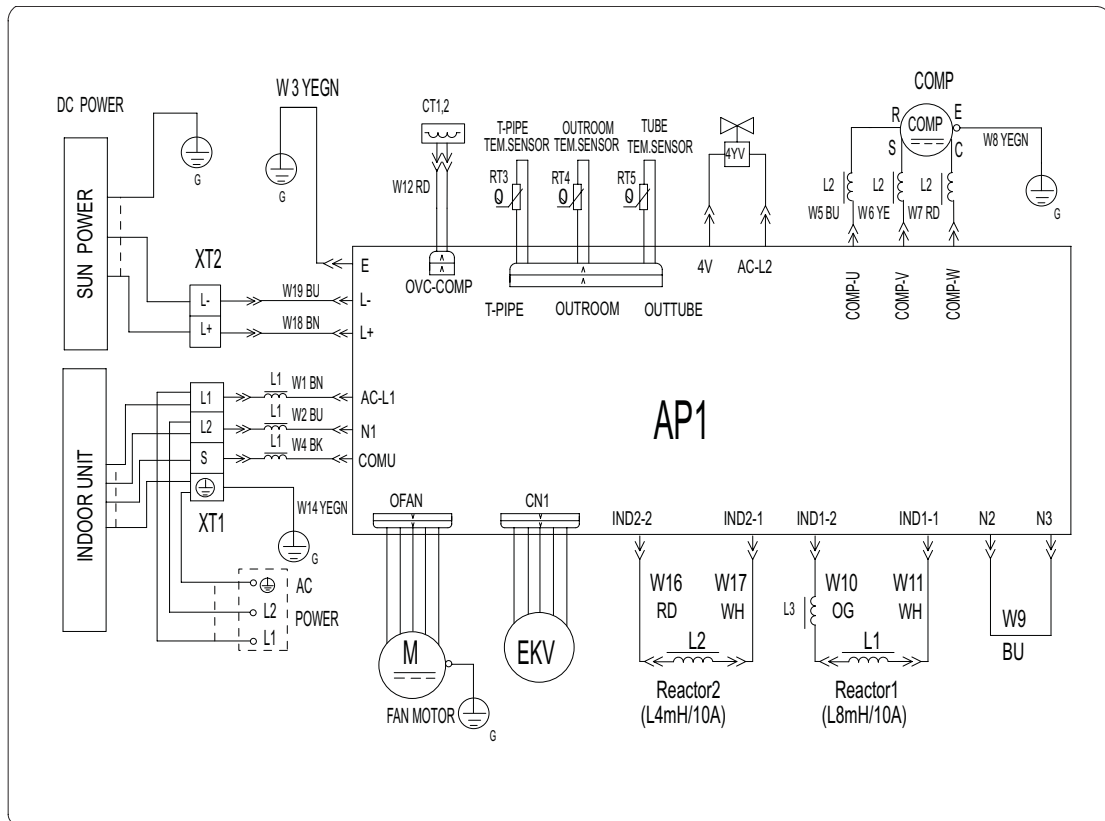 COMP
W 3 YEGN
DC POWER
CT1,2
T-PIPE
TEM.SENSOR
OUTROOM
TEM.SENSOR
TUBE
TEM.SENSOR
R
E
COMP
S
C
W8 YEGN
4YV
G
G
G
W12 RD
RT3
RT4
RT5
L2
L2
L2
W5 BU
W6 YE
W7 RD
SUN POWER
XT2
E
OVC-COMP
4V
AC-L2
L-
W19 BU
L-
T-PIPE
OUTROOM
OUTTUBE
COMP-U
COMP-V
COMP-W
L+
W18 BN
L+
INDOOR UNIT
L1
L1
W1 BN
AC-L1
L2
L1
W2 BU
N1
S
L1
W4 BK
COMU
AP1
W14 YEGN
XT1
G
OFAN
CN1
IND2-2
IND2-1
IND1-2
IND1-1
N2
N3
AC
POWER
L2
L1
W16
RD
W17
WH
L3
W10
OG
W11
WH
W9
BU
M
EKV
L2
L1
FAN MOTOR
G
Reactor2
(L4mH/10A)
Reactor1
(L8mH/10A)